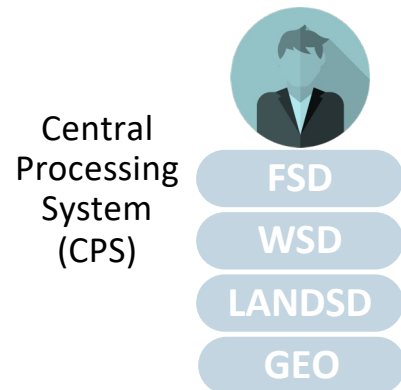 Central
Processing
System
(CPS)
FSD
WSD
LANDSD
GEO